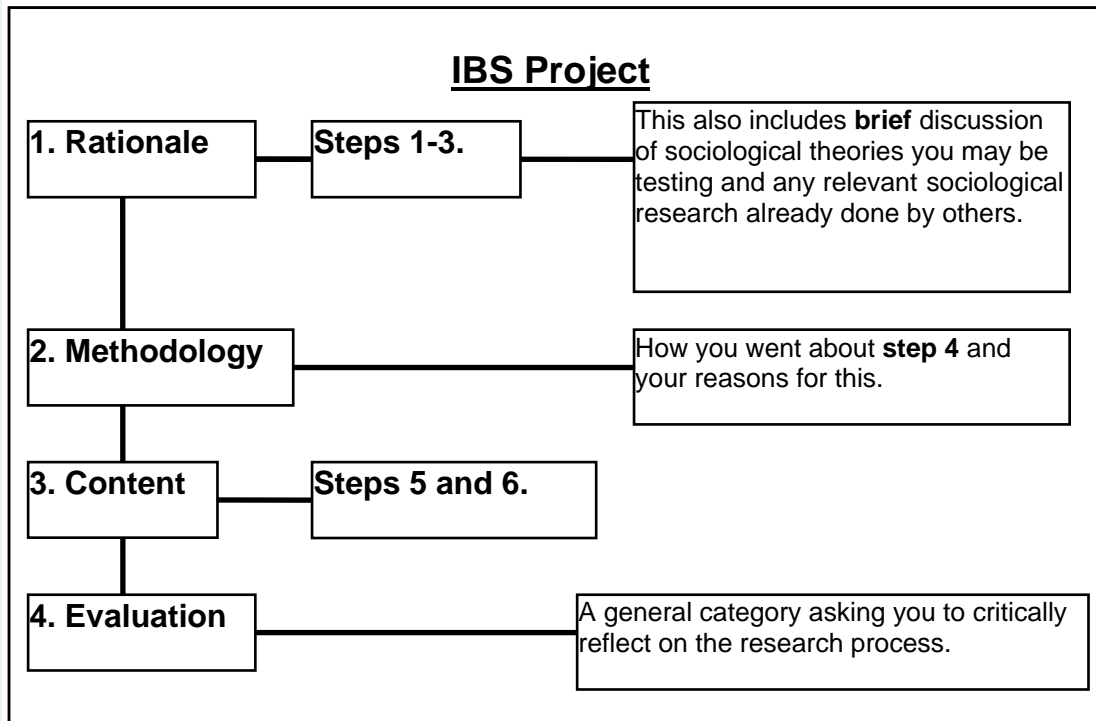 IBS Project
1. Rationale
Steps 1-3.
This also includes brief discussion
of sociological theories you may be
testing and any relevant sociological
research already done by others.
2. Methodology
How you went about step 4 and
your reasons for this.
3. Content
Steps 5 and 6.
4. Evaluation
A general category asking you to critically
reflect on the research process.